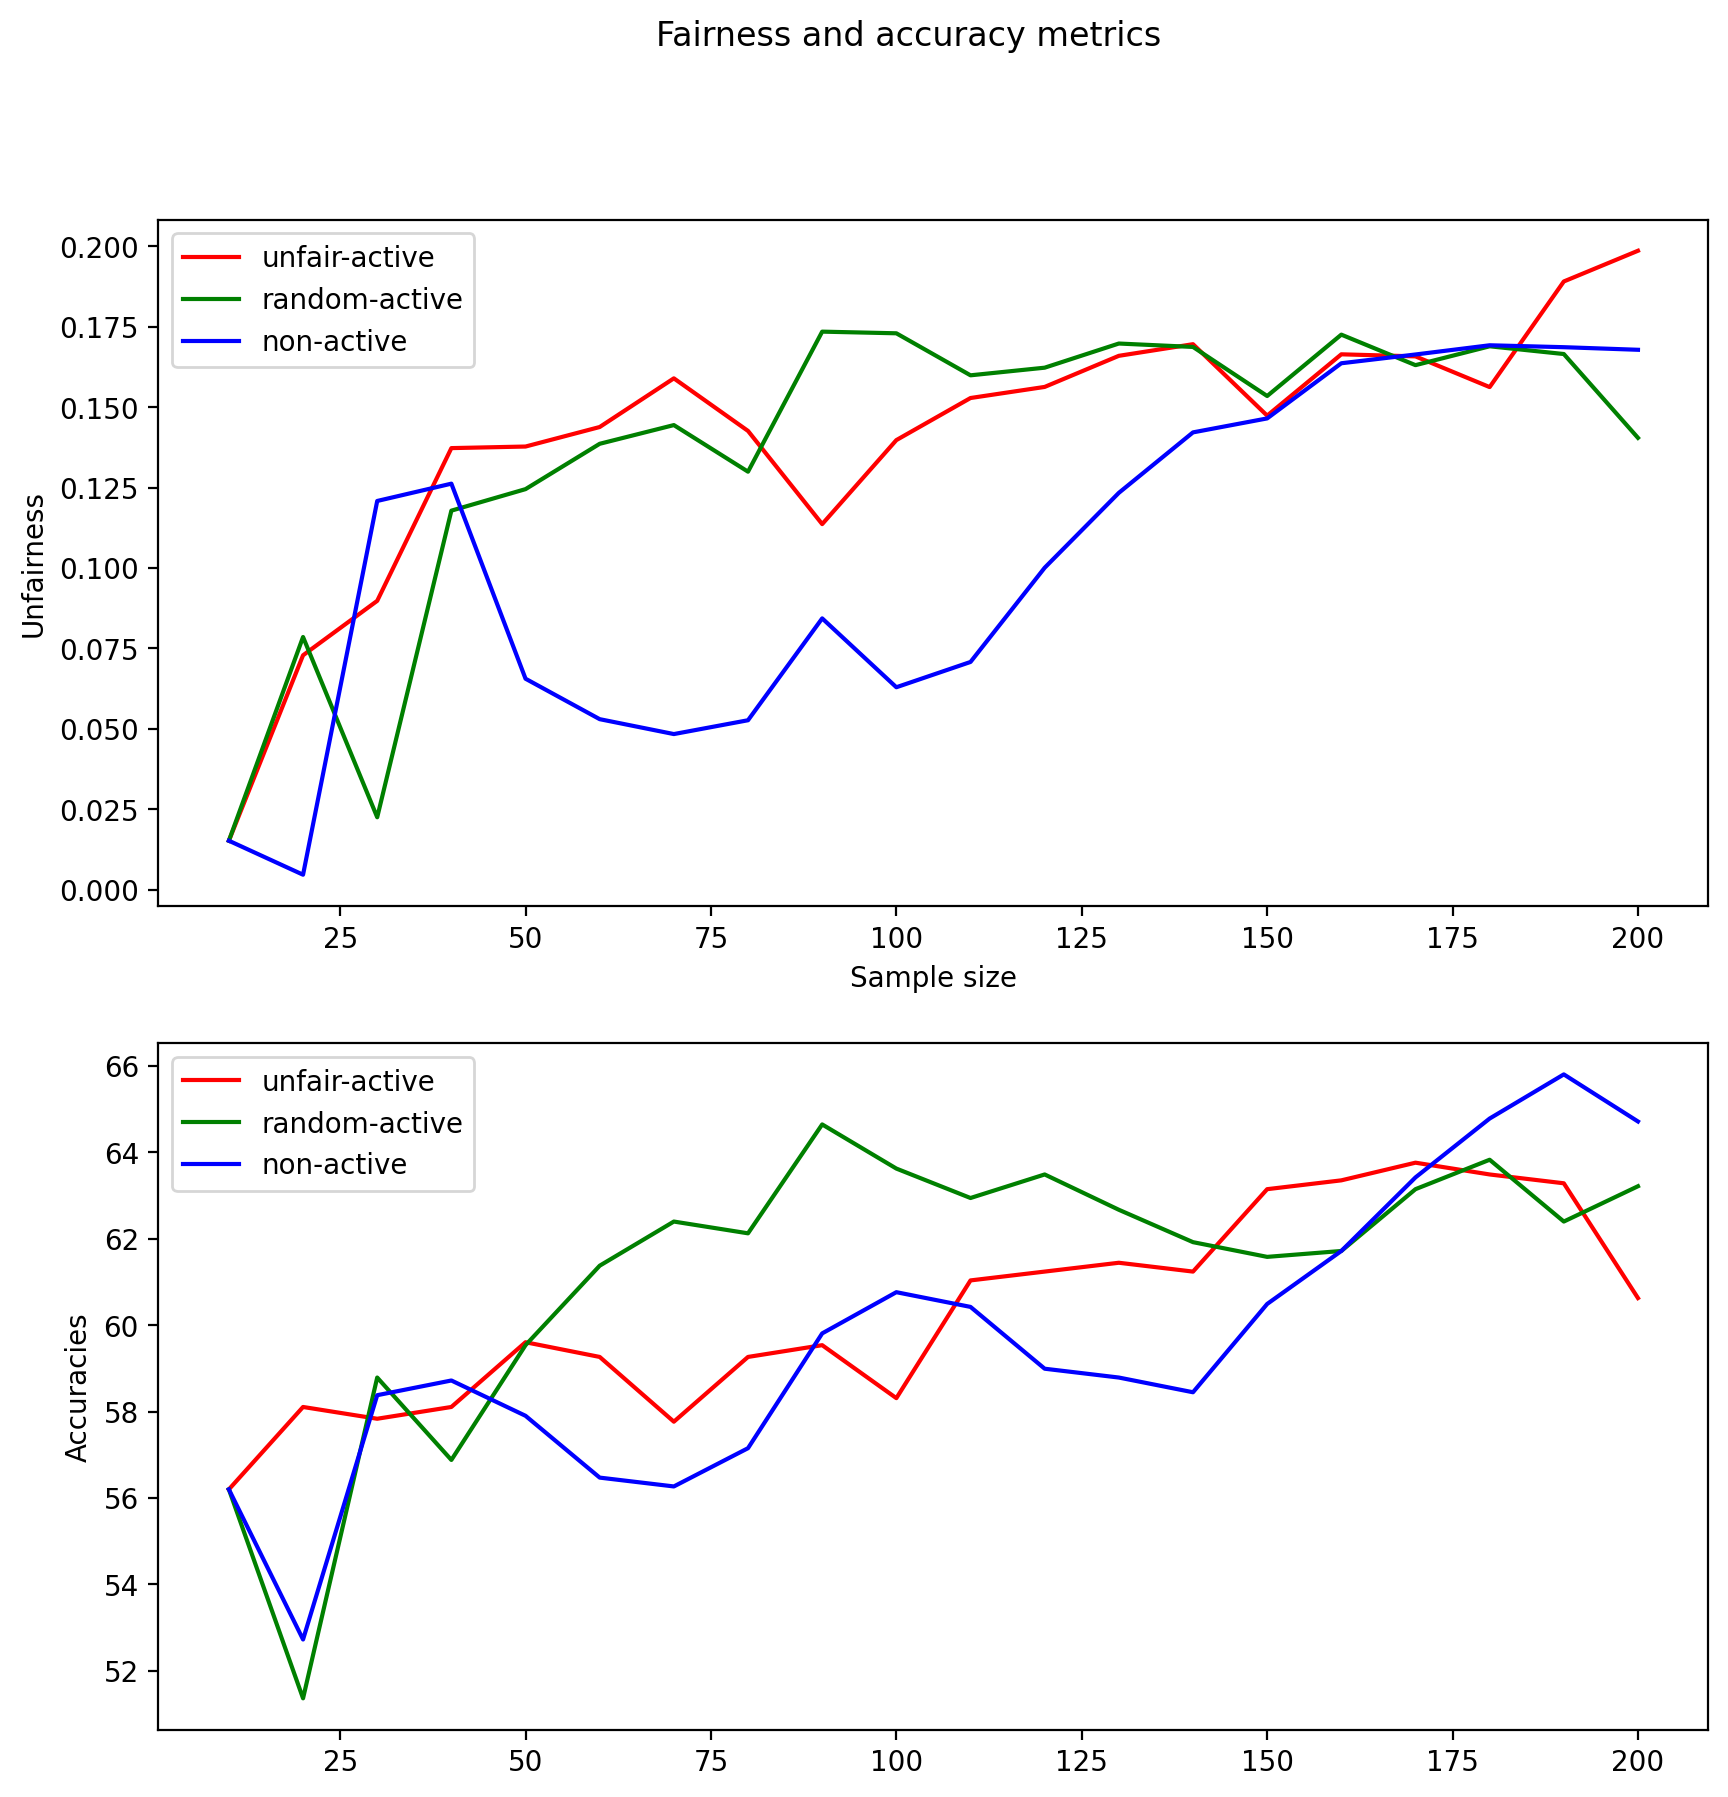 Fairness and accuracy metrics
unfair-active
random-active
non-active
0.200
0.175
0.150
0.125
0.100
0.075
0.050
0.025
0.000
Unfairness
25 50 75 100 125 150 175 200
Sample size
unfair-active
random-active
non-active
66
64
62
60
58
56
54
52
Accuracies
25 50 75 100 125 150 175 200